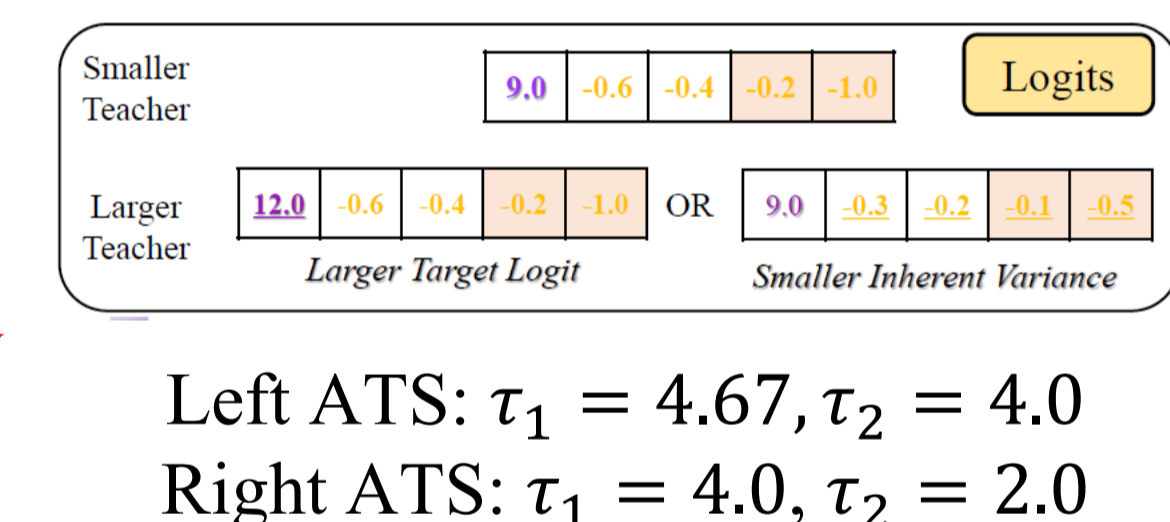 Smaller
Teacher
9.0 -0.6 -0.4 -0.2 -1.0
Logits
Larger
Teacher
12.0 -0.6 -0.4 -0.2 -1.0 OR 9.0 -0.3 -0.2 -0.1 -0.5
Larger Target Logit
Smaller Inherent Variance
Left ATS: τ₁ = 4.67, τ₂ = 4.0
Right ATS: τ₁ = 4.0, τ₂ = 2.0